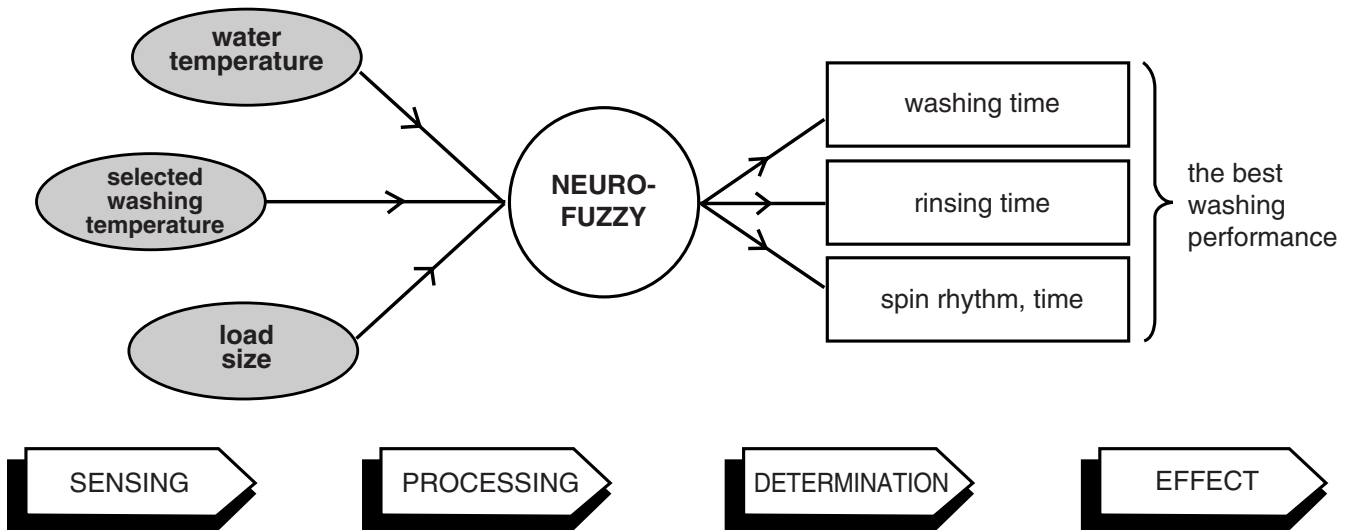 water
temperature
selected
washing
temperature
load
size
NEURO-
FUZZY
washing time
rinsing time
spin rhythm, time
the best
washing
performance
SENSING
PROCESSING
DETERMINATION
EFFECT